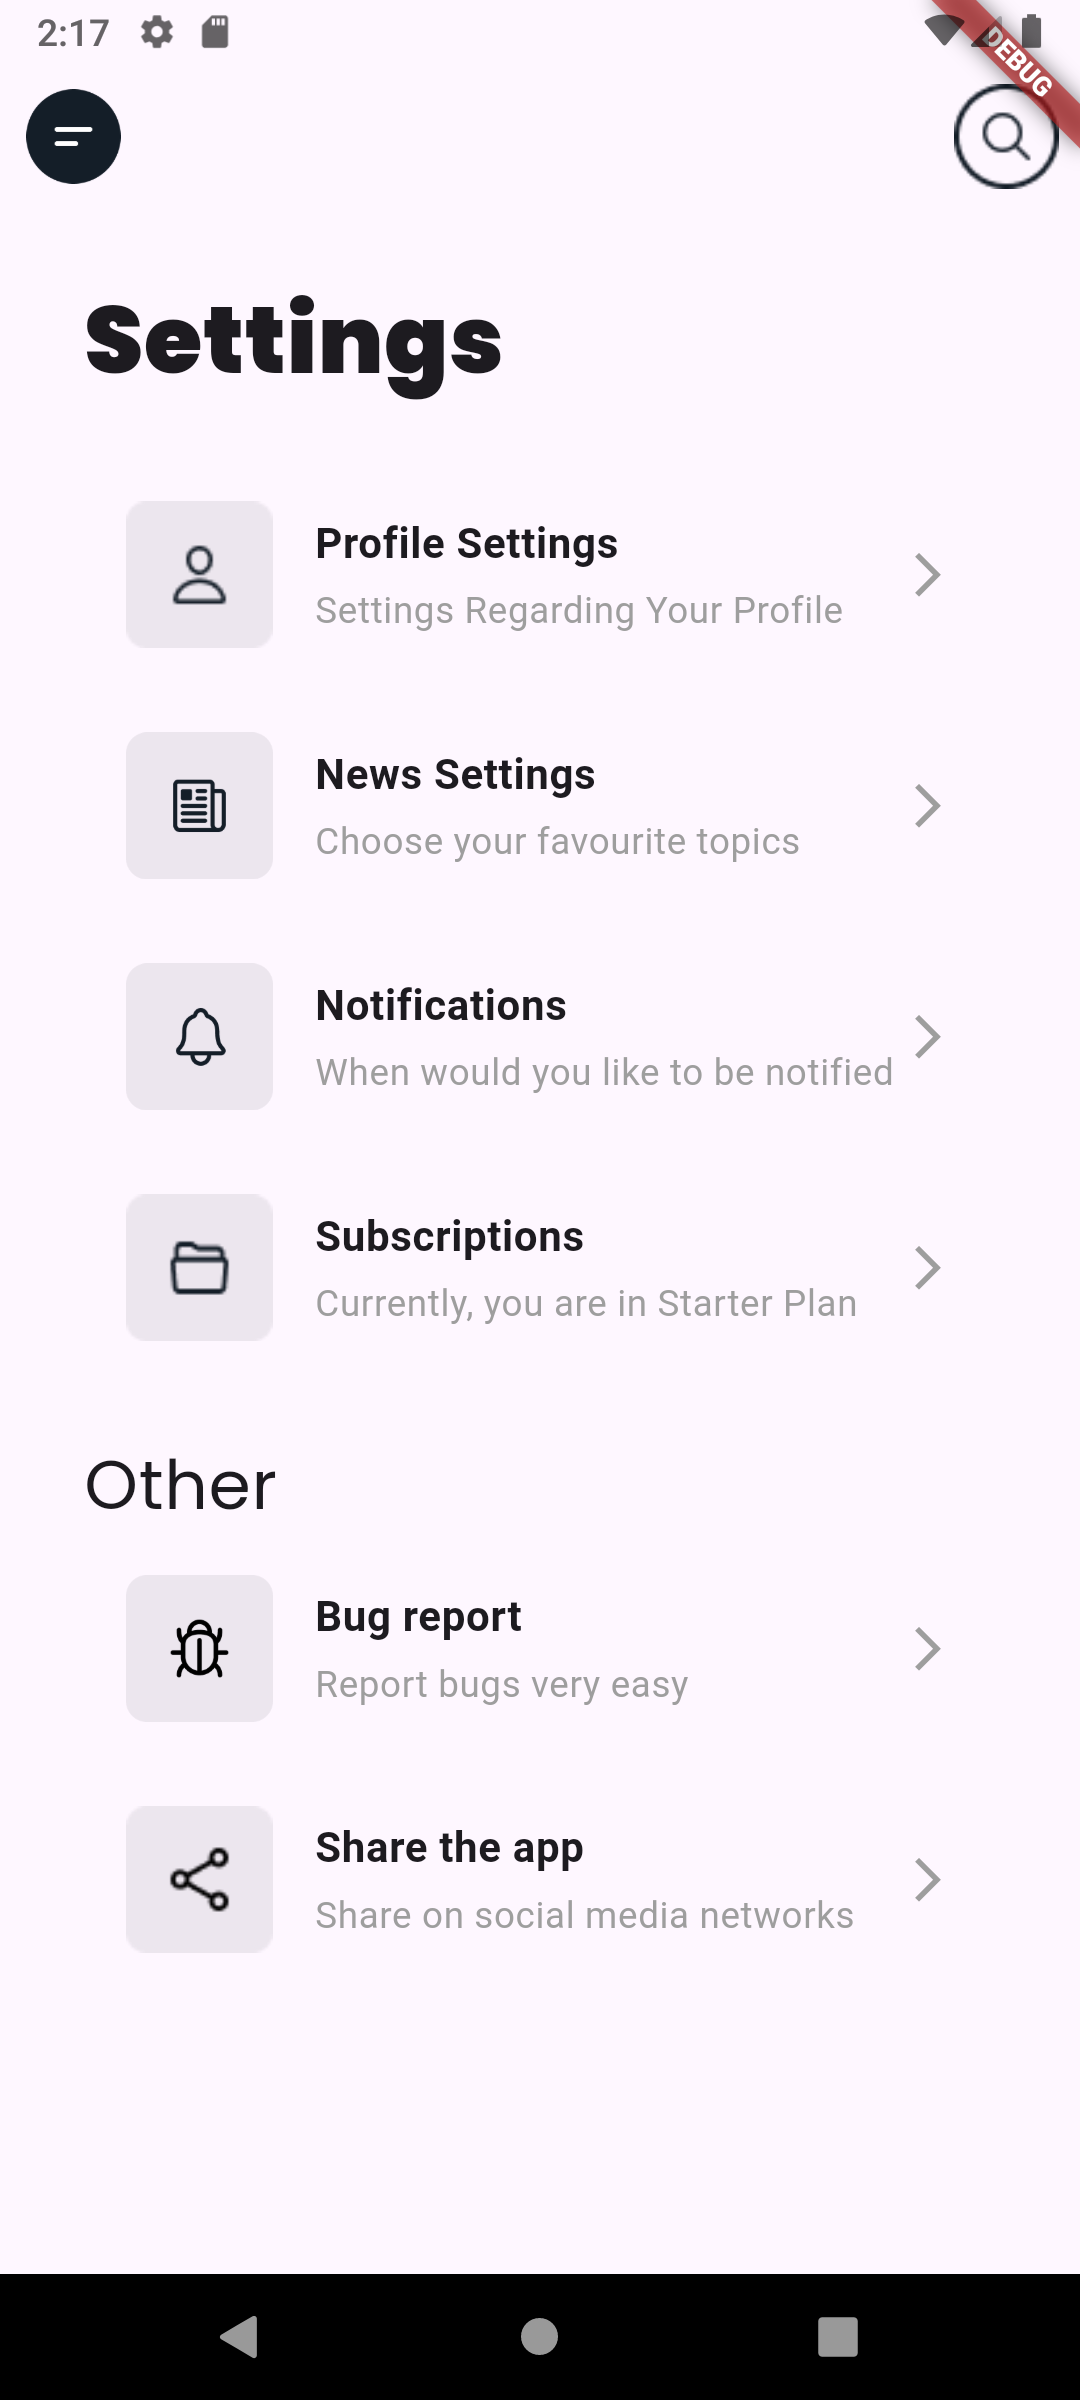 2:17
DEBUG
Settings
Profile Settings
Settings Regarding Your Profile
News Settings
Choose your favourite topics
Notifications
When would you like to be notified
Subscriptions
Currently, you are in Starter Plan
Other
Bug report
Report bugs very easy
Share the app
Share on social media networks